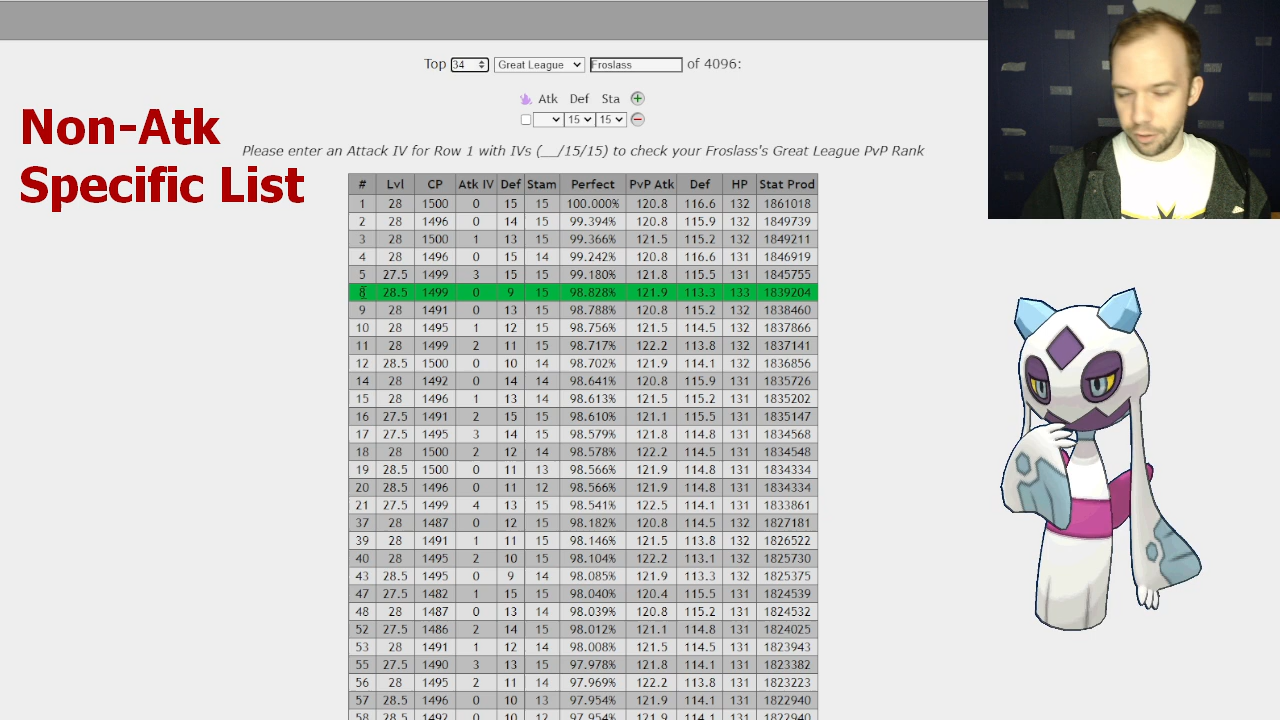 Top 34 Great League Froslass of 4096:
Atk Def Sta
15 15
Non-Atk
Specific List
Please enter an Attack IV for Row 1 with IVs (__/15/15) to check your Froslass's Great League PvP Rank
# Lvl CP Atk IV Def Stam Perfect PvP Atk Def HP Stat Prod
1 28 1500 0 15 15 100.000% 120.8 116.6 132 1861018
2 28 1496 0 14 15 99.394% 120.8 115.9 132 1849739
3 28 1500 1 13 15 99.366% 121.5 115.2 132 1849211
4 28 1496 0 15 14 99.242% 120.8 116.6 131 1846919
5 27.5 1499 3 15 15 99.180% 121.8 115.5 131 1845755
8 28.5 1499 0 9 15 98.828% 121.9 113.3 133 1839204
9 28 1491 0 13 15 98.788% 120.8 115.2 132 1838460
10 28 1495 1 12 15 98.756% 121.5 114.5 132 1837866
11 28 1499 2 11 15 98.717% 122.2 113.8 132 1837141
12 28.5 1500 0 10 14 98.702% 121.9 114.1 132 1836856
14 28 1492 0 14 14 98.641% 120.8 115.9 131 1835726
15 28 1496 1 13 14 98.613% 121.5 115.2 131 1835202
16 27.5 1491 2 15 15 98.610% 121.1 115.5 131 1835147
17 27.5 1495 3 14 15 98.579% 121.8 114.8 131 1834568
18 28 1500 2 12 14 98.578% 122.2 114.5 131 1834548
19 28.5 1500 0 11 13 98.566% 121.9 114.8 131 1834334
20 28.5 1496 0 11 12 98.566% 121.9 114.8 131 1834334
21 27.5 1499 4 13 15 98.541% 122.5 114.1 131 1833861
37 28 1487 0 12 15 98.182% 120.8 114.5 132 1827181
39 28 1491 1 11 15 98.146% 121.5 113.8 132 1826522
40 28 1495 2 10 15 98.104% 122.2 113.1 132 1825730
43 28.5 1495 0 9 14 98.085% 121.9 113.3 132 1825375
47 27.5 1482 1 15 15 98.040% 120.4 115.5 131 1824539
48 28 1487 0 13 14 98.039% 120.8 115.2 131 1824532
52 27.5 1486 2 14 15 98.012% 121.1 114.8 131 1824025
53 28 1491 1 12 14 98.008% 121.5 114.5 131 1823943
55 27.5 1490 3 13 15 97.978% 121.8 114.1 131 1823382
56 28 1495 2 11 14 97.969% 122.2 113.8 131 1823223
57 28.5 1496 0 10 13 97.954% 121.9 114.1 131 1822940
58 28.5 1492 0 10 12 97.954% 121.9 114.1 131 1822940